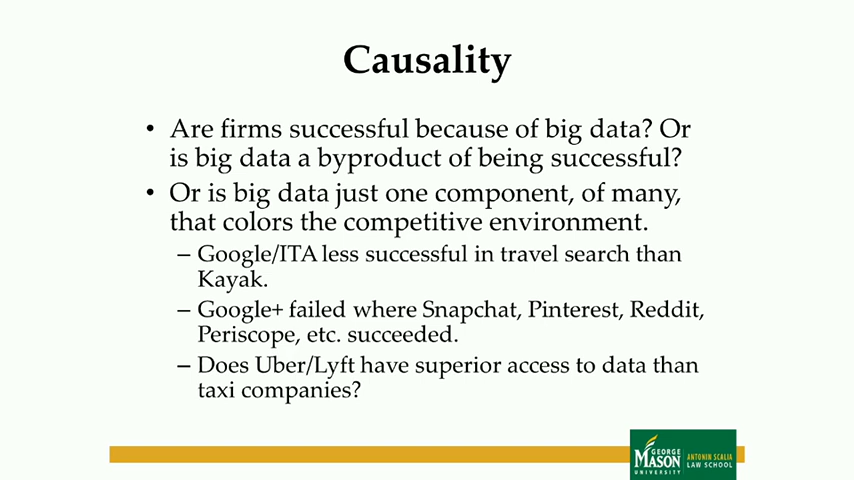 Causality
• Are firms successful because of big data? Or
is big data a byproduct of being successful?
• Or is big data just one component, of many,
that colors the competitive environment.
– Google/ITA less successful in travel search than
Kayak.
– Google+ failed where Snapchat, Pinterest, Reddit,
Periscope, etc. succeeded.
– Does Uber/Lyft have superior access to data than
taxi companies?
GEORGE
MASON
UNIVERSITY
ANTONIN SCALIA
LAW SCHOOL